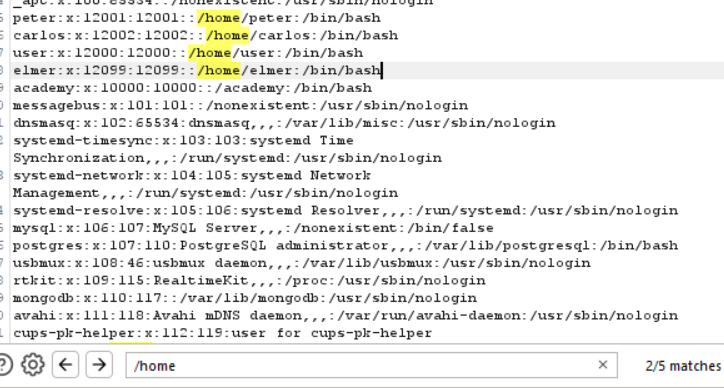 _apt:x:100:65534::/nonexistent:/usr/sbin/nologin
peter:x:12001:12001::/home/peter:/bin/bash
carlos:x:12002:12002::/home/carlos:/bin/bash
user:x:12000:12000::/home/user:/bin/bash
elmer:x:12099:12099::/home/elmer:/bin/bash
academy:x:10000:10000::/academy:/bin/bash
messagebus:x:101:101::/nonexistent:/usr/sbin/nologin
dnsmasq:x:102:65534:dnsmasq,,,:/var/lib/misc:/usr/sbin/nologin
systemd-timesync:x:103:103:systemd Time
Synchronization,,,:/run/systemd:/usr/sbin/nologin
systemd-network:x:104:105:systemd Network
Management,,,:/run/systemd:/usr/sbin/nologin
systemd-resolve:x:105:106:systemd Resolver,,,:/run/systemd:/usr/sbin/nologin
mysql:x:106:107:MySQL Server,,,:/nonexistent:/bin/false
postgres:x:107:110:PostgreSQL administrator,,,:/var/lib/postgresql:/bin/bash
usbmux:x:108:46:usbmux daemon,,,:/var/lib/usbmux:/usr/sbin/nologin
rtkit:x:109:115:RealtimeKit,,,:/proc:/usr/sbin/nologin
mongodb:x:110:117::/var/lib/mongodb:/usr/sbin/nologin
avahi:x:111:118:Avahi mDNS daemon,,,:/var/run/avahi-daemon:/usr/sbin/nologin
cups-pk-helper:x:112:119:user for cups-pk-helper
/home
2/5 matches